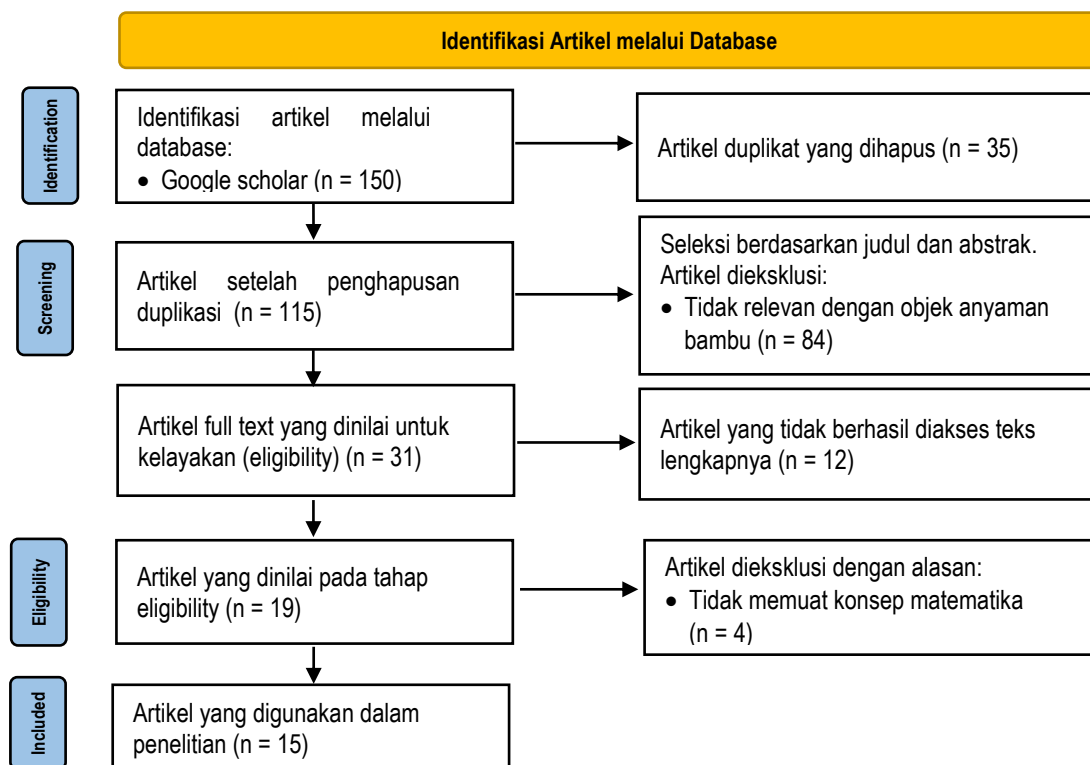 Identifikasi Artikel melalui Database
Identification
Identifikasi artikel melalui
database:
• Google scholar (n = 150)
Artikel duplikat yang dihapus (n = 35)
Screening
Artikel setelah penghapusan
duplikasi (n = 115)
Seleksi berdasarkan judul dan abstrak.
Artikel dieksklusi:
• Tidak relevan dengan objek anyaman
bambu (n = 84)
Artikel full text yang dinilai untuk
kelayakan (eligibility) (n = 31)
Artikel yang tidak berhasil diakses teks
lengkapnya (n = 12)
Eligibility
Artikel yang dinilai pada tahap
eligibility (n = 19)
Artikel dieksklusi dengan alasan:
• Tidak memuat konsep matematika
(n = 4)
Included
Artikel yang digunakan dalam
penelitian (n = 15)